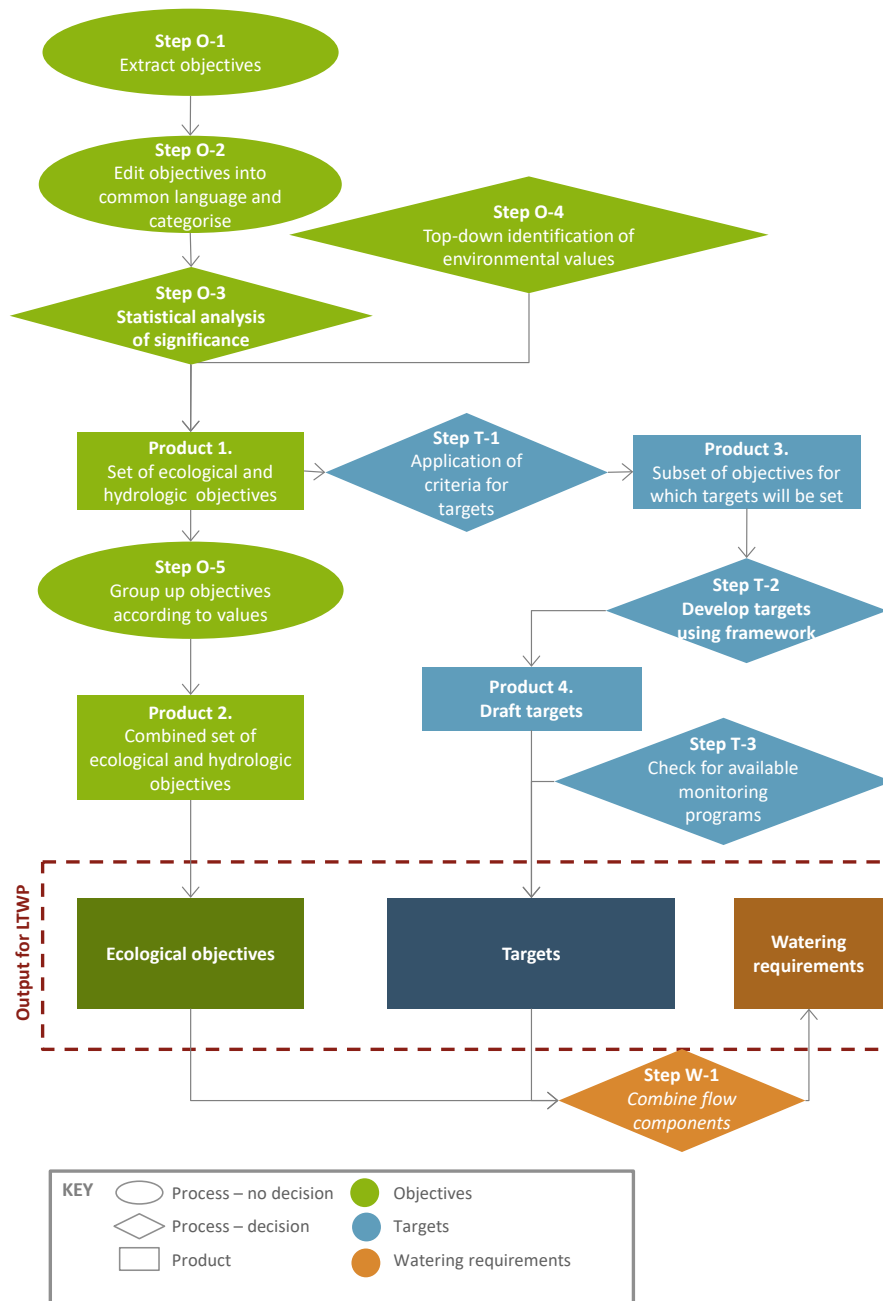 Step O-1
Extract objectives
Step O-2
Edit objectives into
common language and
categorise
Step O-4
Top-down identification of
environmental values
Step O-3
Statistical analysis
of significance
Product 1.
Set of ecological and
hydrologic objectives
Step T-1
Application of
criteria for
targets
Product 3.
Subset of objectives for
which targets will be set
Step O-5
Group up objectives
according to values
Step T-2
Develop targets
using framework
Product 4.
Draft targets
Product 2.
Combined set of
ecological and hydrologic
objectives
Step T-3
Check for available
monitoring
programs
Output for LTWP
Ecological objectives
Targets
Watering
requirements
Step W-1
Combine flow
components
KEY
Process – no decision
Objectives
Process – decision
Targets
Product
Watering requirements